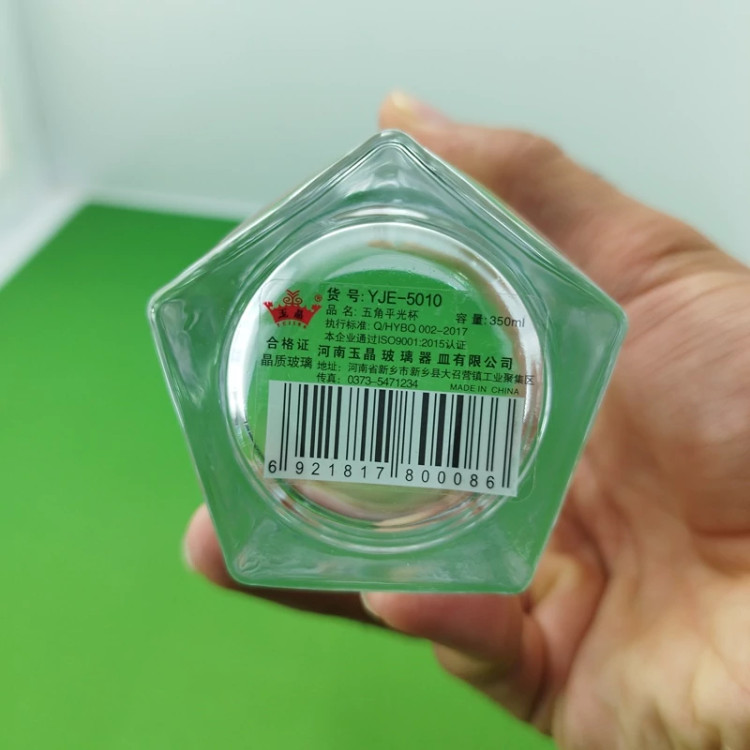 货 号: YJE-5010
玉晶 ®
YUJING
品 名: 五角平光杯 容量: 350ml
执行标准: Q/HYBQ 002-2017
本企业通过ISO9001:2015认证
合格证 河南玉晶玻璃器皿有限公司
晶质玻璃 地址: 河南省新乡市新乡县大召营镇工业聚集区
传真: 0373-5471234 MADE IN CHINA
6 921817 800086